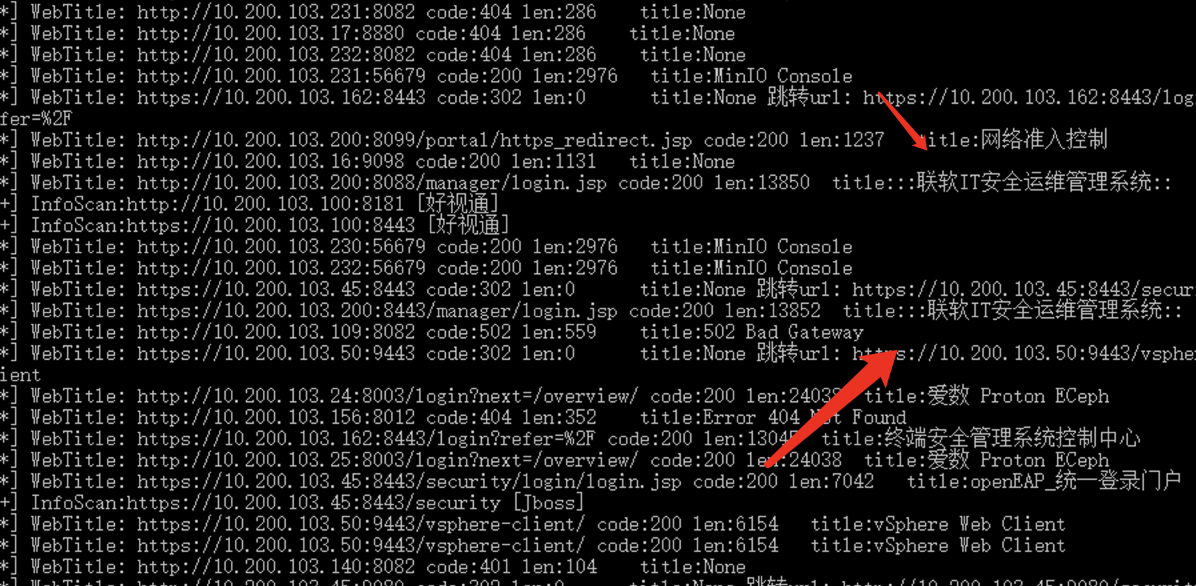 *] WebTitle: http://10.200.103.231:8082 code:404 len:286 title:None
*] WebTitle: http://10.200.103.17:8880 code:404 len:286 title:None
*] WebTitle: http://10.200.103.232:8082 code:404 len:286 title:None
*] WebTitle: http://10.200.103.231:56679 code:200 len:2976 title:MinIO Console
*] WebTitle: https://10.200.103.162:8443 code:302 len:0 title:None 跳转url: https://10.200.103.162:8443/log
fer=%2F
*] WebTitle: http://10.200.103.200:8099/portal/https_redirect.jsp code:200 len:1237 title:网络准入控制
*] WebTitle: http://10.200.103.16:9098 code:200 len:1131 title:None
*] WebTitle: http://10.200.103.200:8088/manager/login.jsp code:200 len:13850 title:::联软IT安全运维管理系统::
+] InfoScan:http://10.200.103.100:8181 [好视通]
+] InfoScan:https://10.200.103.100:8443 [好视通]
*] WebTitle: http://10.200.103.230:56679 code:200 len:2976 title:MinIO Console
*] WebTitle: http://10.200.103.232:56679 code:200 len:2976 title:MinIO Console
*] WebTitle: https://10.200.103.45:8443 code:302 len:0 title:None 跳转url: https://10.200.103.45:8443/secur
*] WebTitle: https://10.200.103.200:8443/manager/login.jsp code:200 len:13852 title:::联软IT安全运维管理系统::
*] WebTitle: http://10.200.103.109:8082 code:502 len:559 title:502 Bad Gateway
*] WebTitle: https://10.200.103.50:9443 code:302 len:0 title:None 跳转url: https://10.200.103.50:9443/vsphe
ient
*] WebTitle: http://10.200.103.24:8003/login?next=/overview/ code:200 len:24038 title:爱数 Proton ECeph
*] WebTitle: http://10.200.103.156:8012 code:404 len:352 title:Error 404 Not Found
*] WebTitle: https://10.200.103.162:8443/login?refer=%2F code:200 title:终端安全管理系统控制中心
*] WebTitle: http://10.200.103.25:8003/login?next=/overview/ code:200 len:24038 title:爱数 Proton ECeph
*] WebTitle: https://10.200.103.45:8443/security/login/login.jsp code:200 len:7042 title:openEAP_统一登录门户
+] InfoScan:https://10.200.103.45:8443/security [Jboss]
*] WebTitle: https://10.200.103.50:9443/vsphere-client/ code:200 len:6154 title:vSphere Web Client
*] WebTitle: https://10.200.103.50:9443/vsphere-client/ code:200 len:6154 title:vSphere Web Client
*] WebTitle: http://10.200.103.140:8082 code:401 len:104 title:None